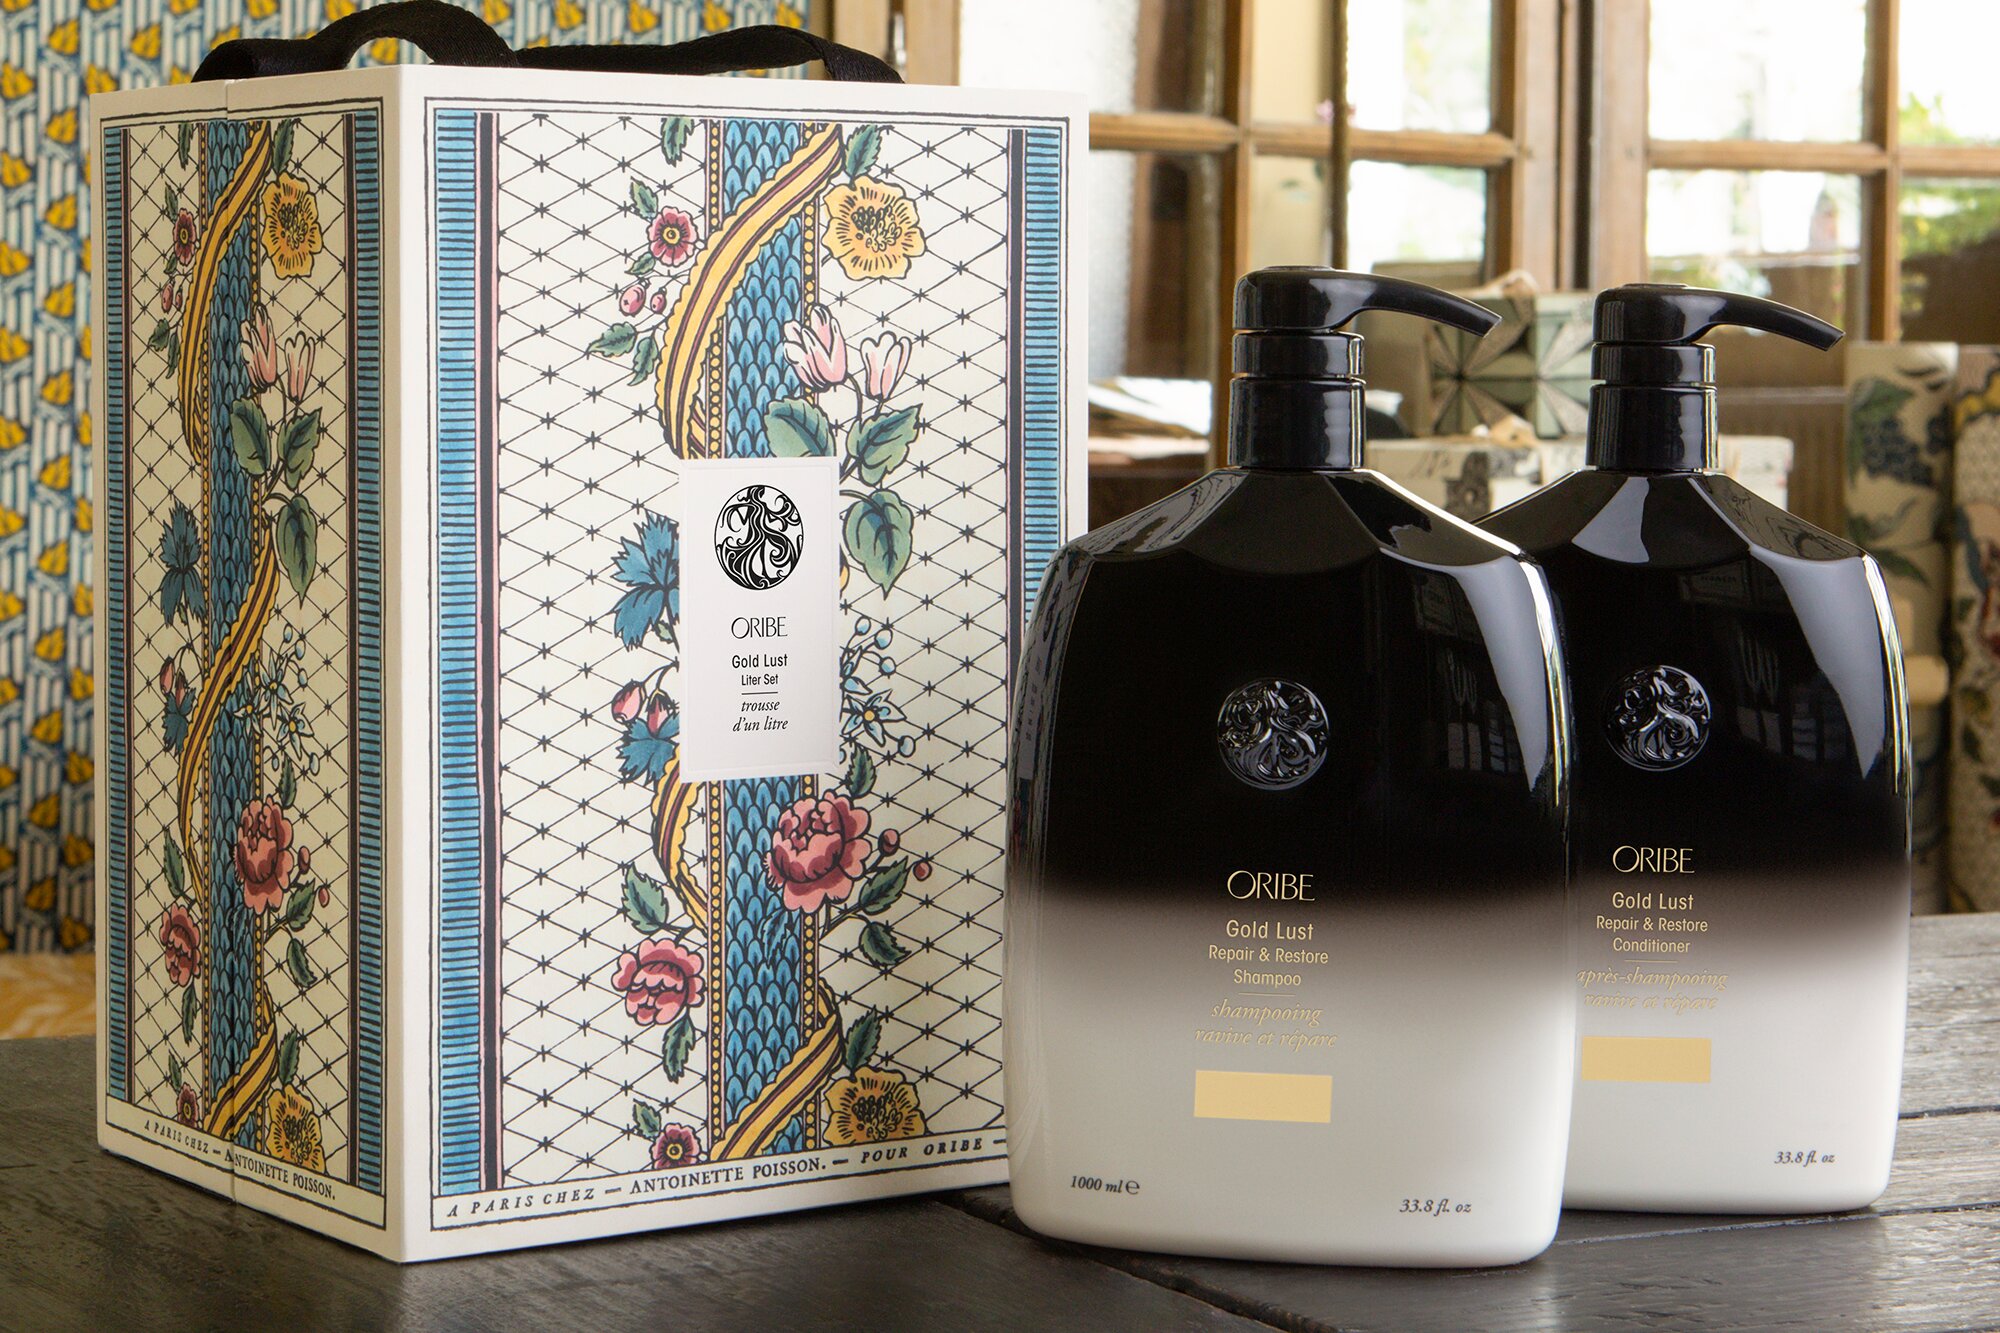 ORIBE
Gold Lust
Liter Set
trousse
d'un litre
A PARIS CHEZ — ANTOINETTE POISSON.
A PARIS CHEZ — ANTOINETTE POISSON. — POUR ORIBE —
ORIBE
Gold Lust
Repair & Restore
Shampoo
shampooing
ravive et répare
1000 ml ℮
33.8 fl. oz
ORIBE
Gold Lust
Repair & Restore
Conditioner
après-shampooing
ravive et répare
33.8 fl. oz